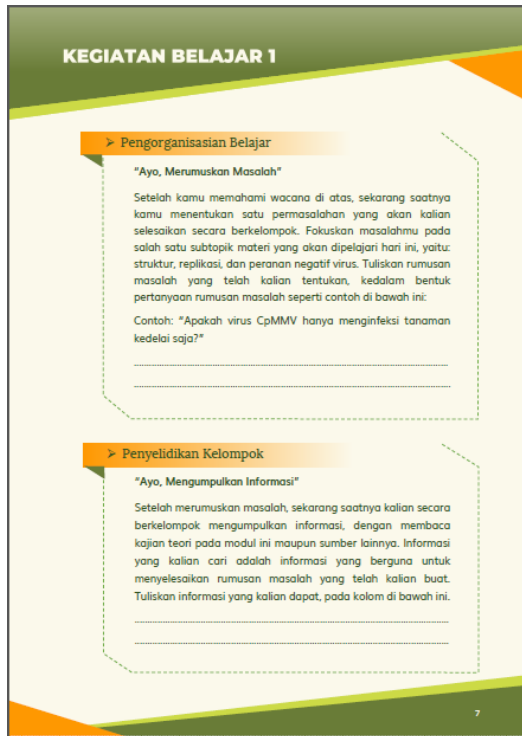 KEGIATAN BELAJAR 1
➢ Pengorganisasian Belajar
"Ayo, Merumuskan Masalah"
Setelah kamu memahami wacana di atas, sekarang saatnya
kamu menentukan satu permasalahan yang akan kalian
selesaikan secara berkelompok. Fokuskan masalahmu pada
salah satu subtopik materi yang akan dipelajari hari ini, yaitu:
struktur, replikasi, dan peranan negatif virus. Tuliskan rumusan
masalah yang telah kalian tentukan, kedalam bentuk
pertanyaan rumusan masalah seperti contoh di bawah ini:
Contoh: "Apakah virus CpMMV hanya menginfeksi tanaman
kedelai saja?"
➢ Penyelidikan Kelompok
"Ayo, Mengumpulkan Informasi"
Setelah merumuskan masalah, sekarang saatnya kalian secara
berkelompok mengumpulkan informasi, dengan membaca
kajian teori pada modul ini maupun sumber lainnya. Informasi
yang kalian cari adalah informasi yang berguna untuk
menyelesaikan rumusan masalah yang telah kalian buat.
Tuliskan informasi yang kalian dapat, pada kolom di bawah ini.
7